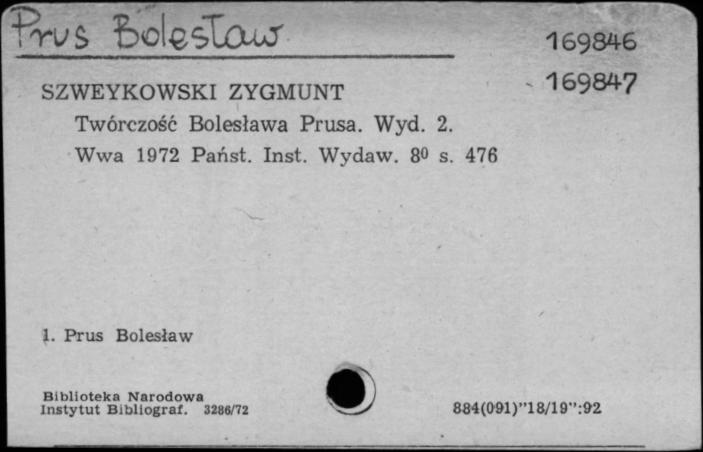 Prus Bolesław
169846
169847
SZWEYKOWSKI ZYGMUNT
Twórczość Bolesława Prusa. Wyd. 2.
Wwa 1972 Państ. Inst. Wydaw. 8⁰ s. 476
1. Prus Bolesław
Biblioteka Narodowa
Instytut Bibliograf. 3286/72
884(091)"18/19":92